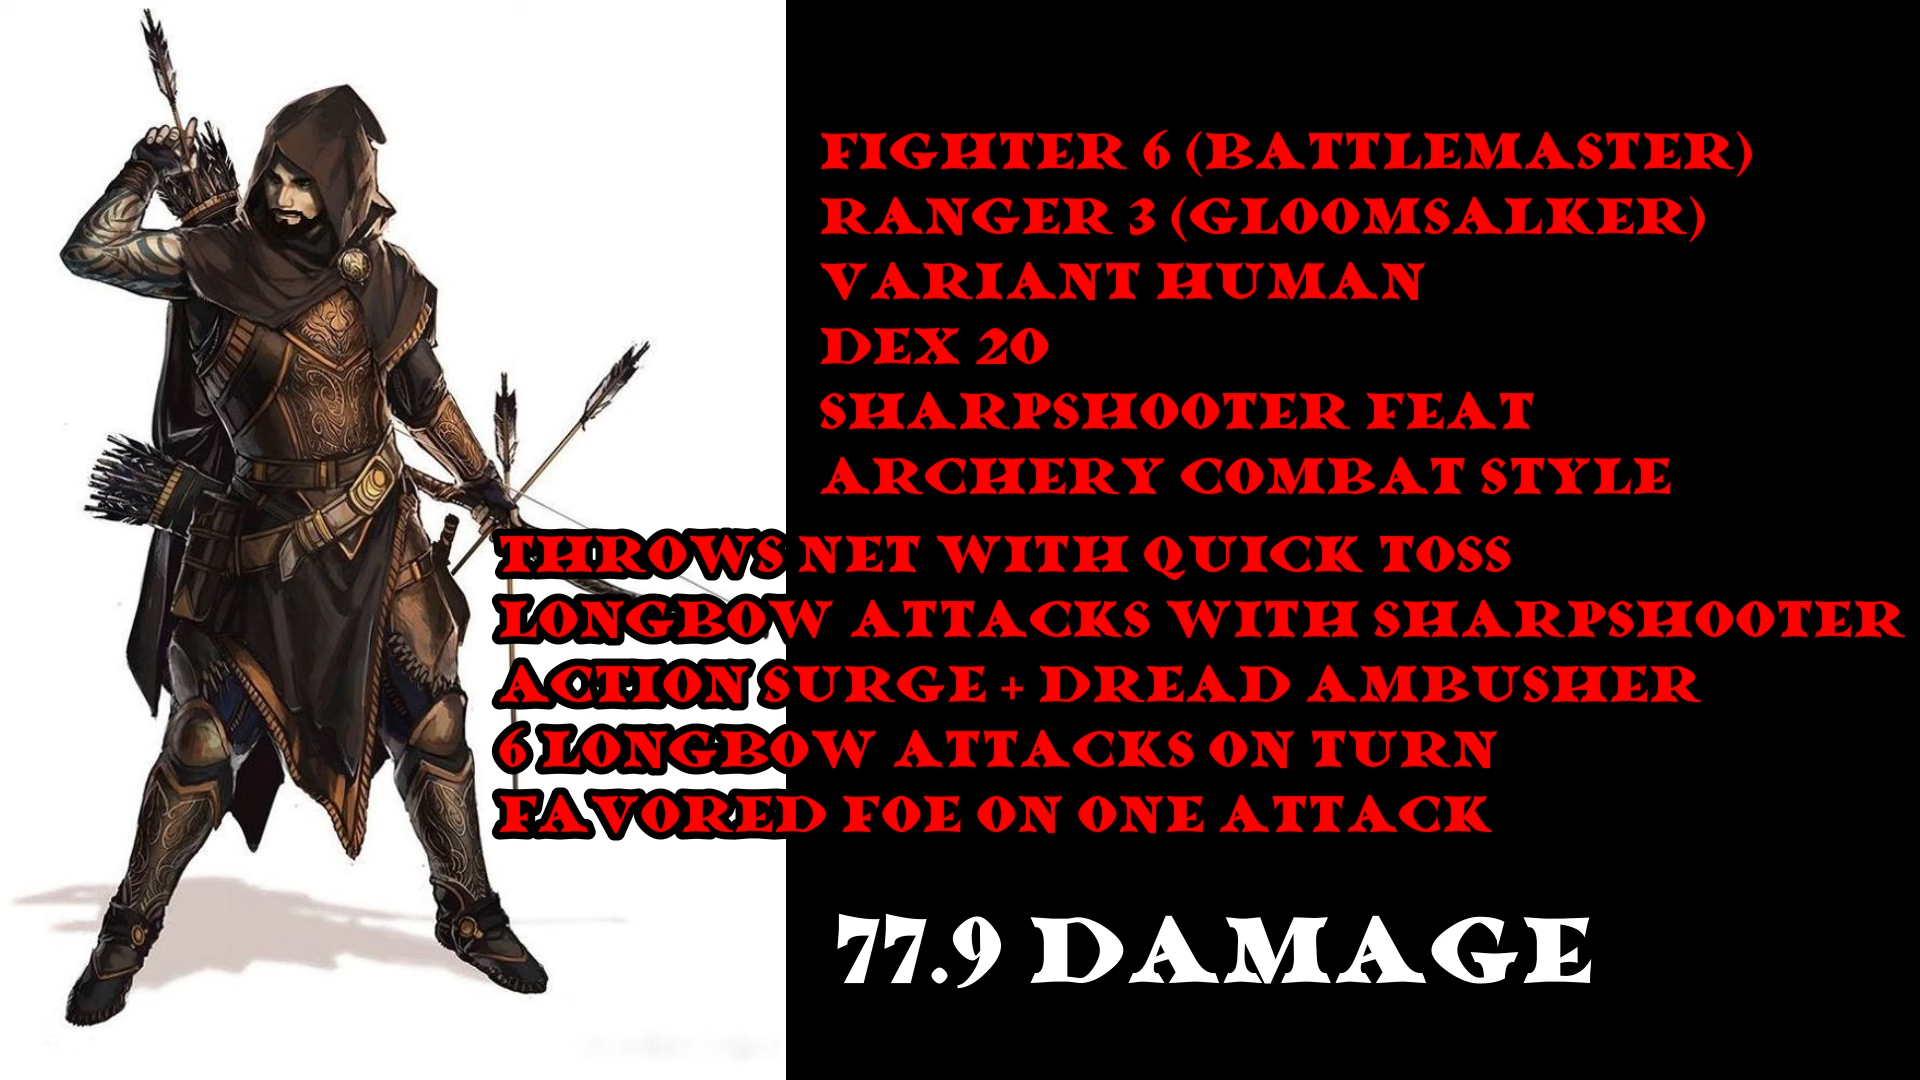 FIGHTER 6 (BATTLEMASTER)
RANGER 3 (GLOOMSALKER)
VARIANT HUMAN
DEX 20
SHARPSHOOTER FEAT
ARCHERY COMBAT STYLE
THROWS NET WITH QUICK TOSS
LONGBOW ATTACKS WITH SHARPSHOOTER
ACTION SURGE + DREAD AMBUSHER
6 LONGBOW ATTACKS ON TURN
FAVORED FOE ON ONE ATTACK
77.9 DAMAGE